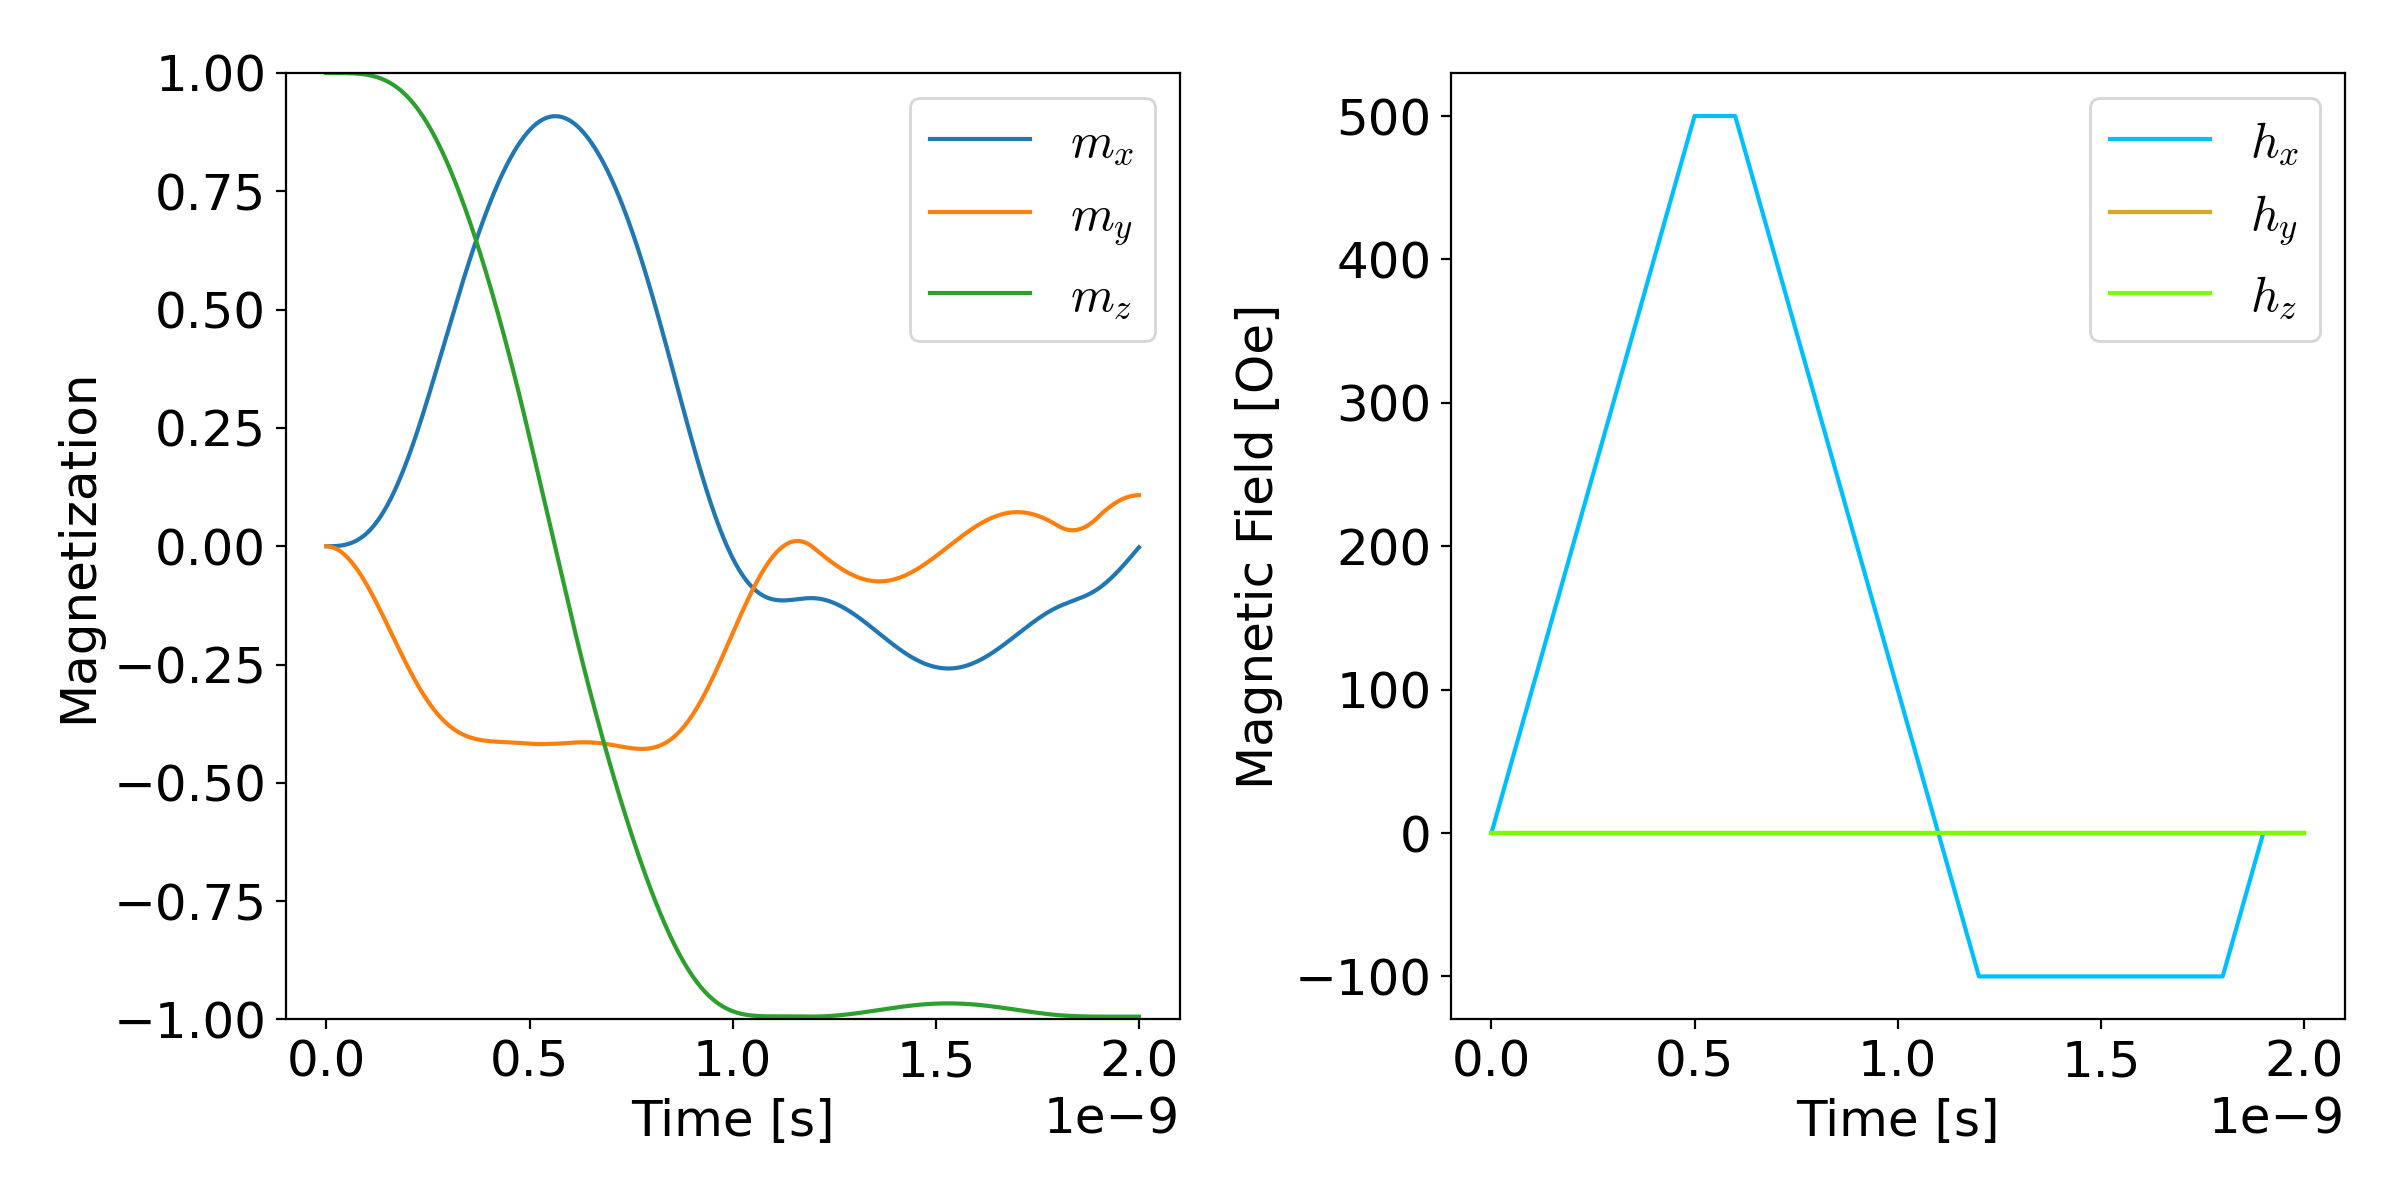 Magnetization
1.00
0.75
0.50
0.25
0.00
−0.25
−0.50
−0.75
−1.00
0.0 0.5 1.0 1.5 2.0
Time [s]
1e−9
m_x
m_y
m_z
Magnetic Field [Oe]
500
400
300
200
100
0
−100
0.0 0.5 1.0 1.5 2.0
Time [s]
1e−9
h_x
h_y
h_z